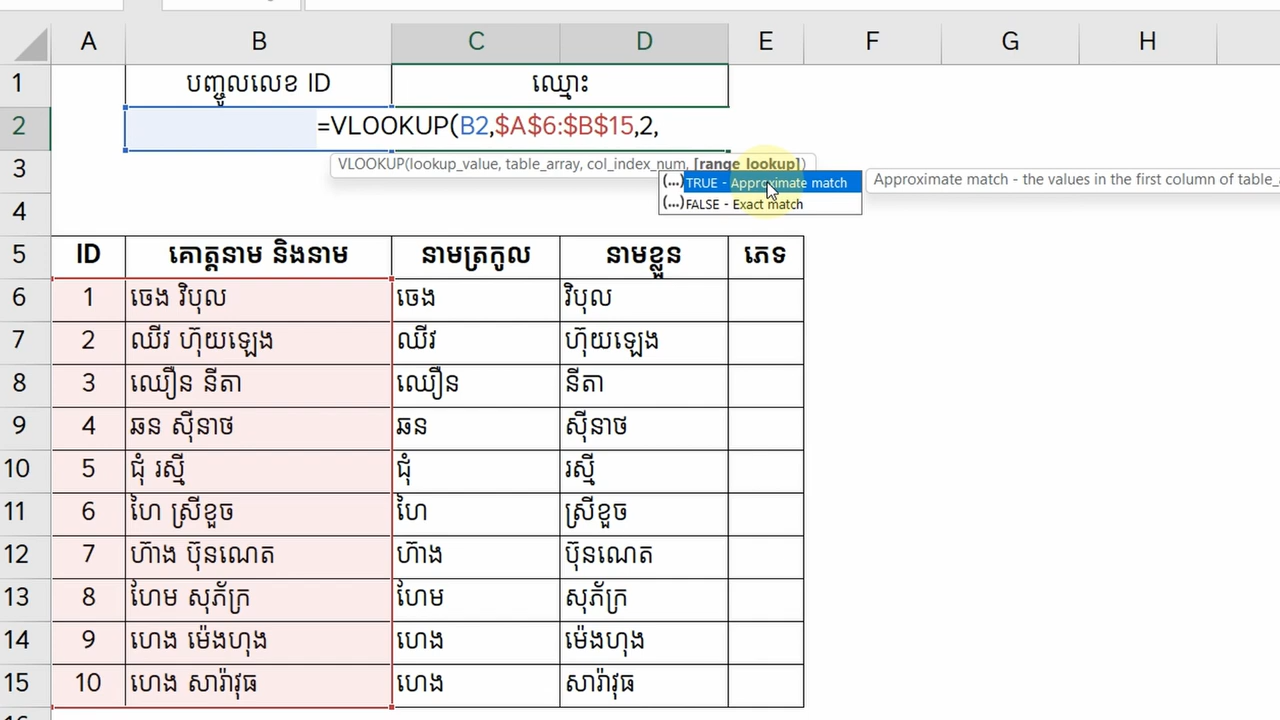 A B C D E F G H
1 បញ្ចូលលេខ ID ឈ្មោះ
2 =VLOOKUP(B2,$A$6:$B$15,2,
3 VLOOKUP(lookup_value, table_array, col_index_num, [range_lookup])
(...) TRUE - Approximate match Approximate match - the values in the first column of table_
4 (...) FALSE - Exact match
5 ID គោត្តនាម និងនាម នាមត្រកូល នាមខ្លួន ភេទ
6 1 ចេង វិបុល ចេង វិបុល
7 2 ឈីវ ហ៊ុយឡេង ឈីវ ហ៊ុយឡេង
8 3 ឈឿន នីតា ឈឿន នីតា
9 4 ឆន ស៊ីនាថ ឆន ស៊ីនាថ
10 5 ជុំ រស្មី ជុំ រស្មី
11 6 ហៃ ស្រីខួច ហៃ ស្រីខួច
12 7 ហ៊ាង ប៊ុនណេត ហ៊ាង ប៊ុនណេត
13 8 ហែម សុភ័ក្រ ហែម សុភ័ក្រ
14 9 ហេង ម៉េងហុង ហេង ម៉េងហុង
15 10 ហេង សារ៉ាវុធ ហេង សារ៉ាវុធ